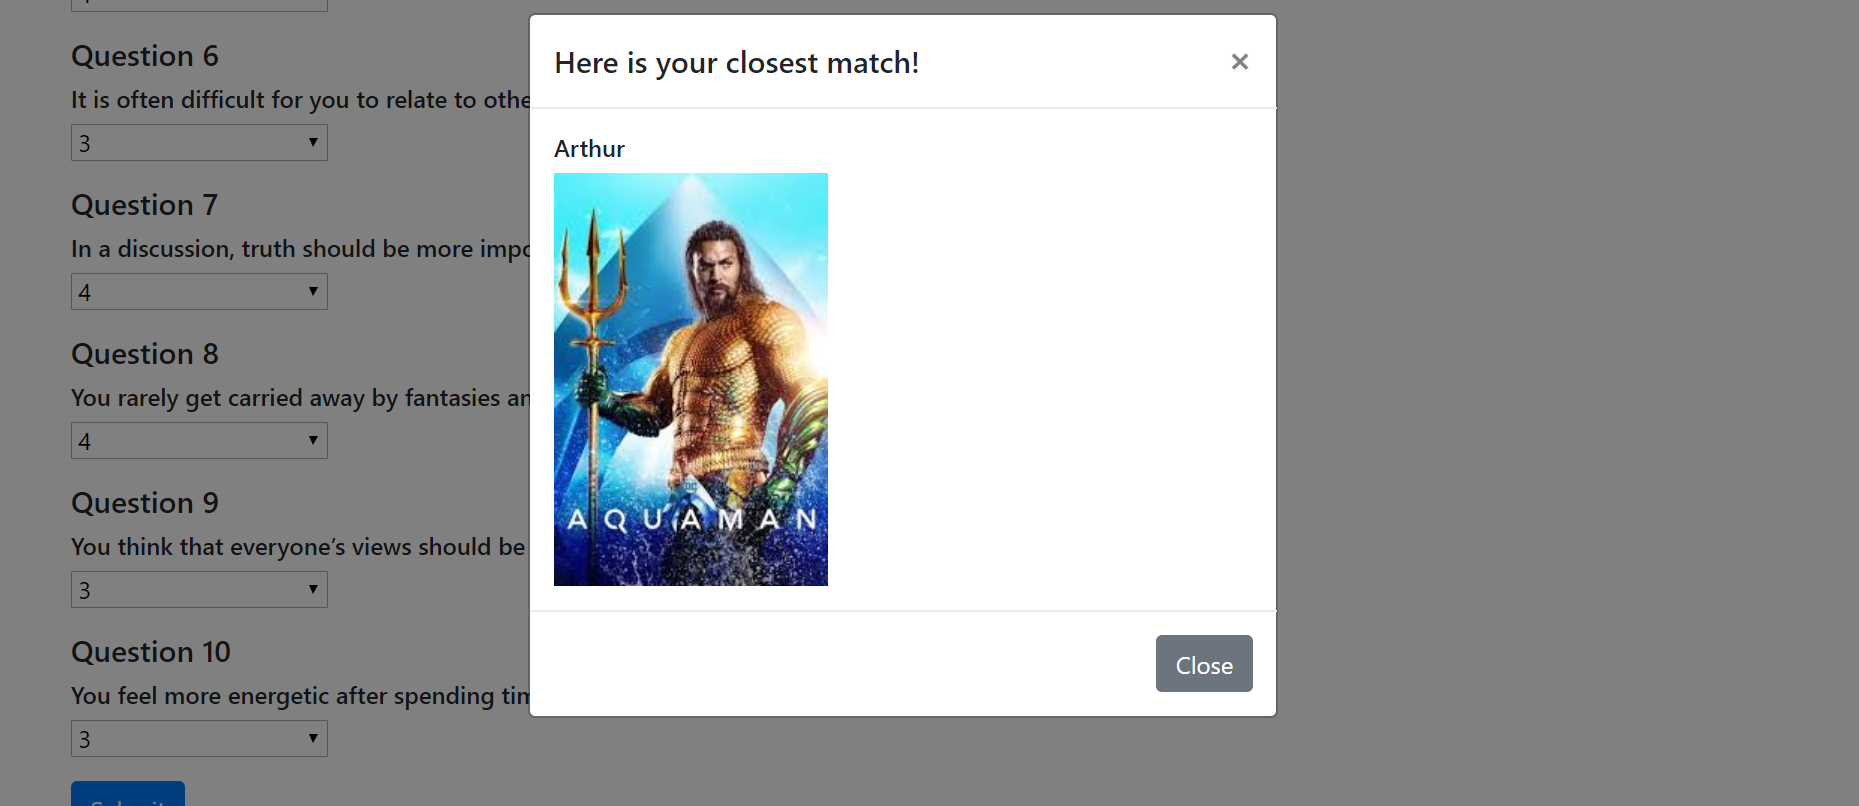 Question 6
It is often difficult for you to relate to othe
3
Question 7
In a discussion, truth should be more impo
4
Question 8
You rarely get carried away by fantasies an
4
Question 9
You think that everyone’s views should be
3
Question 10
You feel more energetic after spending tim
3
Submit
Here is your closest match!
×
Arthur
DC
AQUAMAN
Close